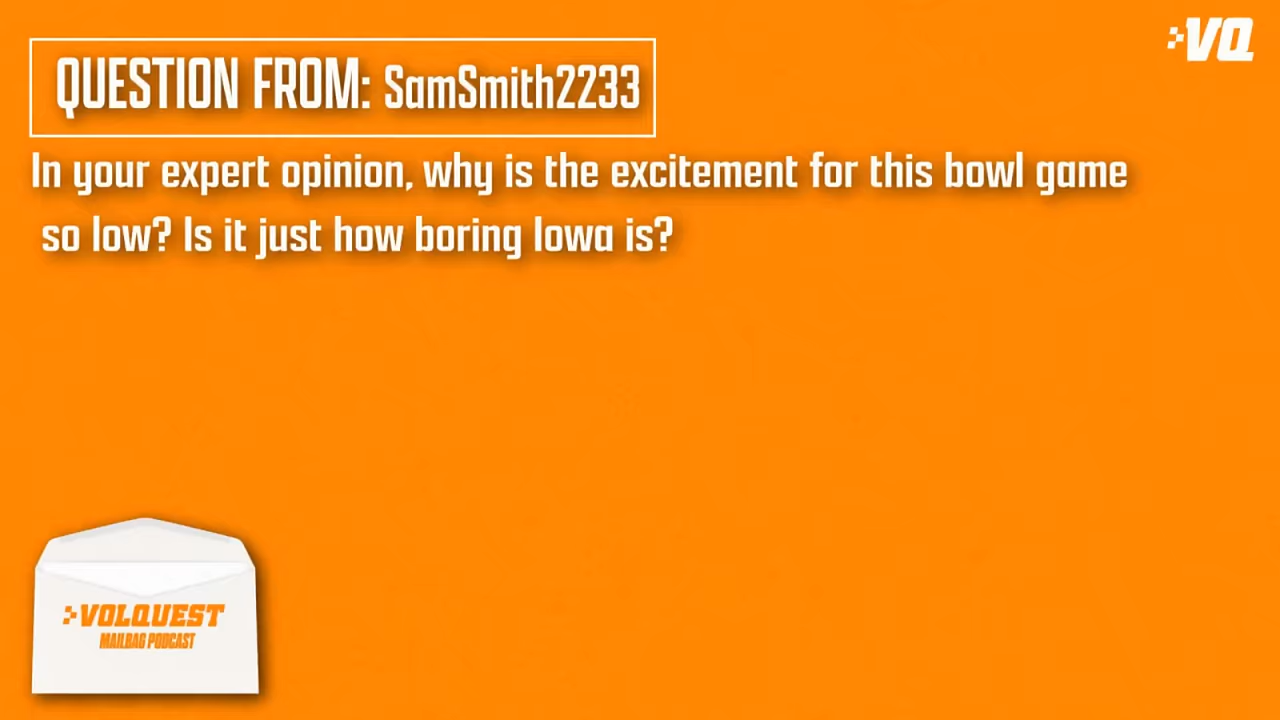 VQ
QUESTION FROM: SamSmith2233
In your expert opinion, why is the excitement for this bowl game
so low? Is it just how boring Iowa is?
VOLQUEST
MAILBAG PODCAST